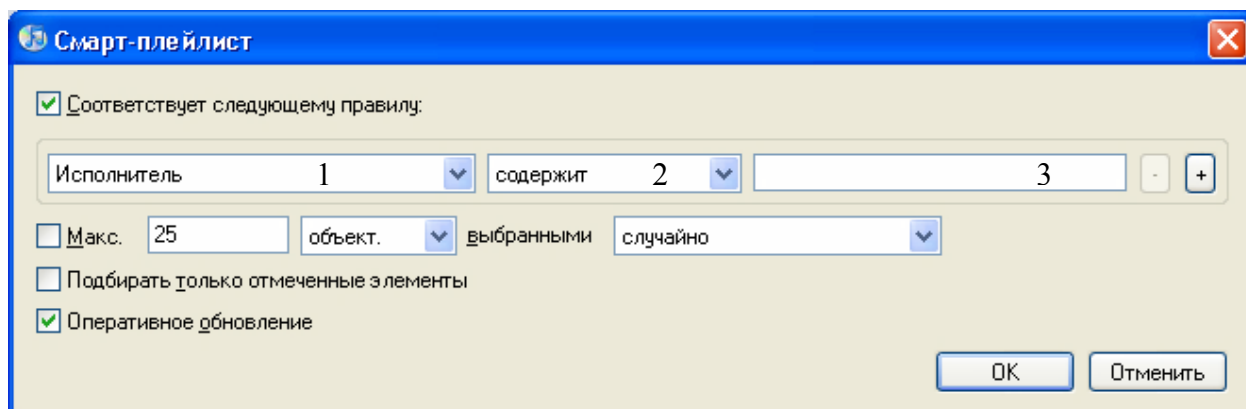 Смарт-плейлист
Соответствует следующему правилу:
Исполнитель 1 содержит 2 3 - +
Макс. 25 объект. выбранными случайно
Подбирать только отмеченные элементы
Оперативное обновление
OK Отменить